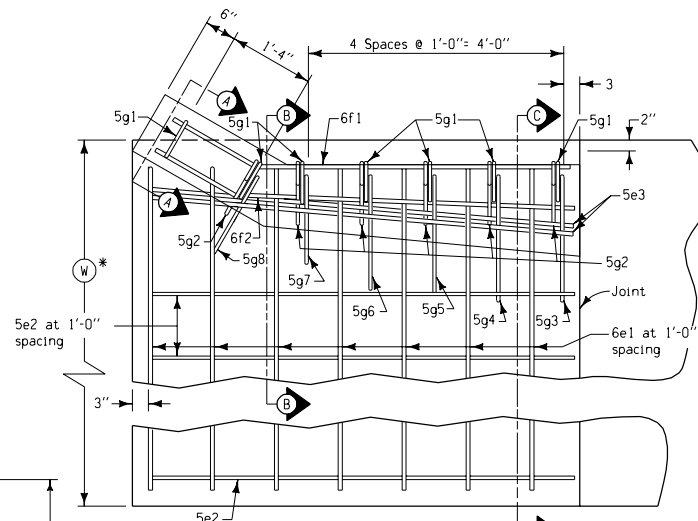 6"
1'-4"
4 Spaces @ 1'-0"= 4'-0"
3
A
B
C
5g1
5g1
6f1
5g1
5g1
2"
A
5e3
5g2
6f2
5g8
5g7
5g2
W *
5g6
5g5
5g4
5g3
Joint
5e2 at 1'-0"
spacing
6e1 at 1'-0"
spacing
3"
B
5e2